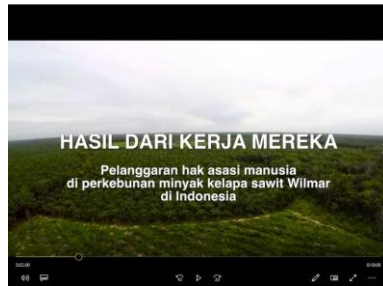 HASIL DARI KERJA MEREKA
Pelanggaran hak asasi manusia
di perkebunan minyak kelapa sawit Wilmar
di Indonesia